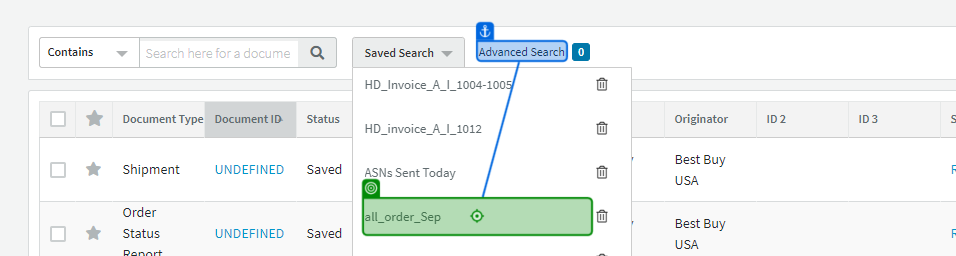 Contains
Search here for a docume
Saved Search
Advanced Search
0
HD_Invoice_A_I_1004-1005
HD_invoice_A_I_1012
ASNs Sent Today
all_order_Sep
Document Type
Document ID
Status
Originator
ID 2
ID 3
S
Shipment
UNDEFINED
Saved
Best Buy
USA
Order
Status
Report
UNDEFINED
Saved
Best Buy
USA